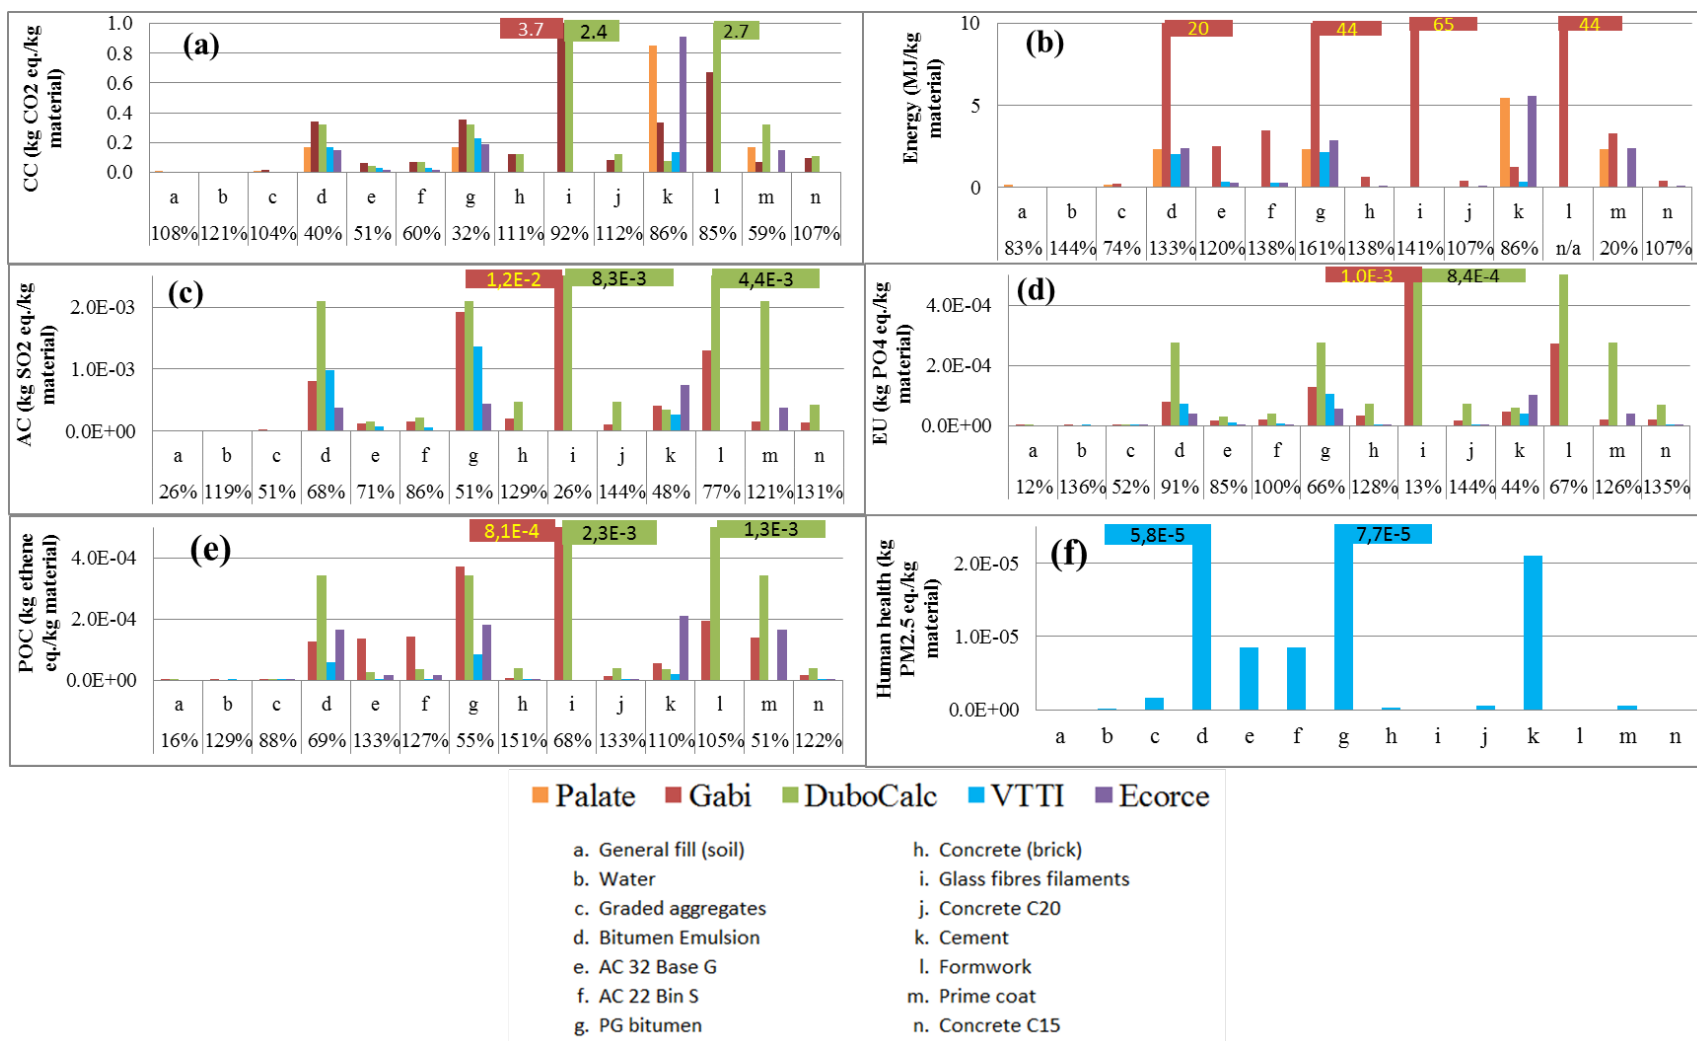 (a)
CC (kg CO2 eq./kg
material)
1.0
0.8
0.6
0.4
0.2
0.0
3.7
2.4
2.7
a b c d e f g h i j k l m n
108% 121% 104% 40% 51% 60% 32% 111% 92% 112% 86% 85% 59% 107%
(b)
Energy (MJ/kg
material)
10
5
0
20
44
65
44
a b c d e f g h i j k l m n
83% 144% 74% 133% 120% 138% 161% 138% 141% 107% 86% n/a 20% 107%
(c)
AC (kg SO2 eq./kg
material)
2.0E-03
1.0E-03
0.0E+00
1,2E-2
8,3E-3
4,4E-3
a b c d e f g h i j k l m n
26% 119% 51% 68% 71% 86% 51% 129% 26% 144% 48% 77% 121% 131%
(d)
EU (kg PO4 eq./kg
material)
4.0E-04
2.0E-04
0.0E+00
1.0E-3
8,4E-4
a b c d e f g h i j k l m n
12% 136% 52% 91% 85% 100% 66% 128% 13% 144% 44% 67% 126% 135%
(e)
POC (kg ethene
eq./kg material)
4.0E-04
2.0E-04
0.0E+00
8,1E-4
2,3E-3
1,3E-3
a b c d e f g h i j k l m n
16% 129% 88% 69% 133% 127% 55% 151% 68% 133% 110% 105% 51% 122%
(f)
Human health (kg
PM2.5 eq./kg
material)
2.0E-05
1.0E-05
0.0E+00
5,8E-5
7,7E-5
a b c d e f g h i j k l m n
Palate Gabi DuboCalc VTTI Ecorce
a. General fill (soil)
b. Water
c. Graded aggregates
d. Bitumen Emulsion
e. AC 32 Base G
f. AC 22 Bin S
g. PG bitumen
h. Concrete (brick)
i. Glass fibres filaments
j. Concrete C20
k. Cement
l. Formwork
m. Prime coat
n. Concrete C15